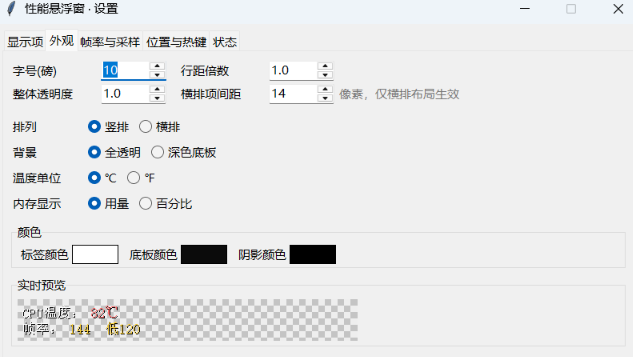 性能悬浮窗 · 设置
显示项 外观 帧率与采样 位置与热键 状态
字号(磅) 10 行距倍数 1.0
整体透明度 1.0 横排项间距 14 像素，仅横排布局生效
排列 竖排 横排
背景 全透明 深色底板
温度单位 ℃ ℉
内存显示 用量 百分比
颜色
标签颜色 底板颜色 阴影颜色
实时预览
CPU温度: 82℃
帧率: 144 低120